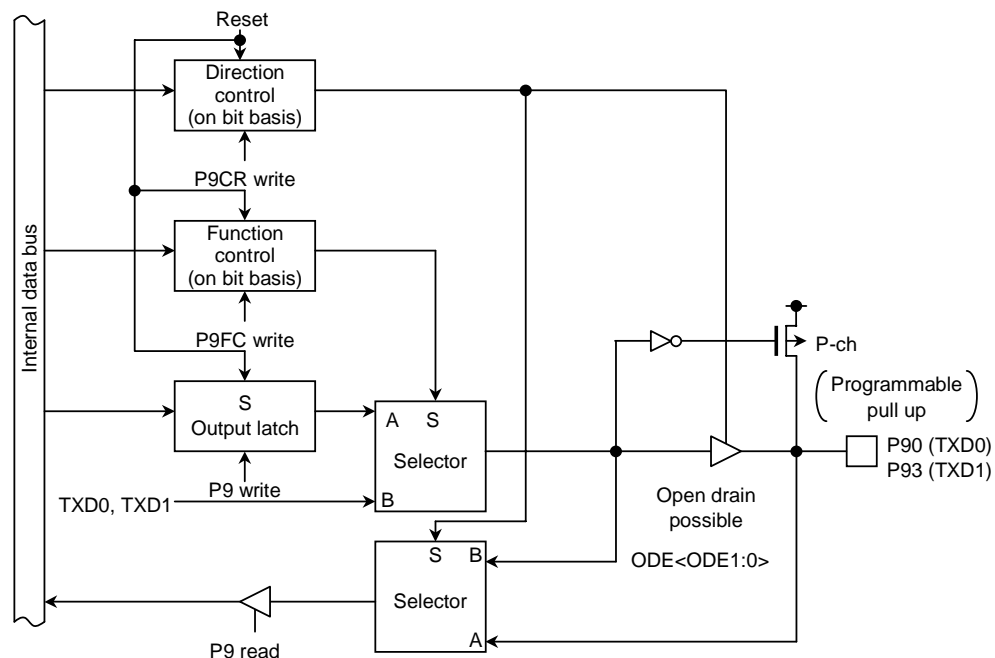 Reset
Internal data bus
Direction
control
(on bit basis)
P9CR write
Function
control
(on bit basis)
P9FC write
S
Output latch
P9 write
TXD0, TXD1
A S
Selector
B
P-ch
(Programmable
pull up)
P90 (TXD0)
P93 (TXD1)
Open drain
possible
ODE<ODE1:0>
S B
Selector
A
P9 read